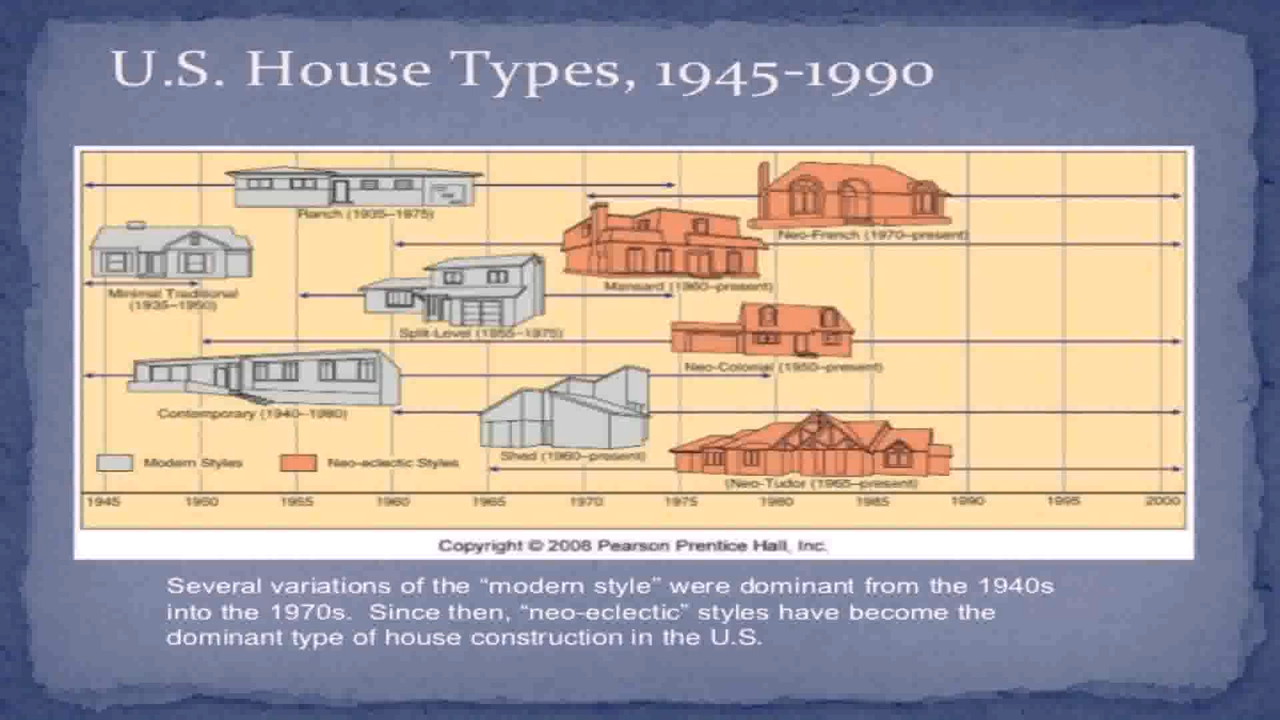 U.S. House Types, 1945-1990
Ranch (1935–1975)
Neo-French (1970–present)
Minimal Traditional
(1935–1950)
Mansard (1960–present)
Split-Level (1955–1975)
Neo-Colonial (1950–present)
Contemporary (1940–1980)
Shed (1960–present)
(Neo-Tudor (1965–present)
Modern Styles
Neo-eclectic Styles
1945 1950 1955 1960 1965 1970 1975 1980 1985 1990 1995 2000
Copyright © 2008 Pearson Prentice Hall, Inc.
Several variations of the “modern style” were dominant from the 1940s
into the 1970s. Since then, “neo-eclectic” styles have become the
dominant type of house construction in the U.S.